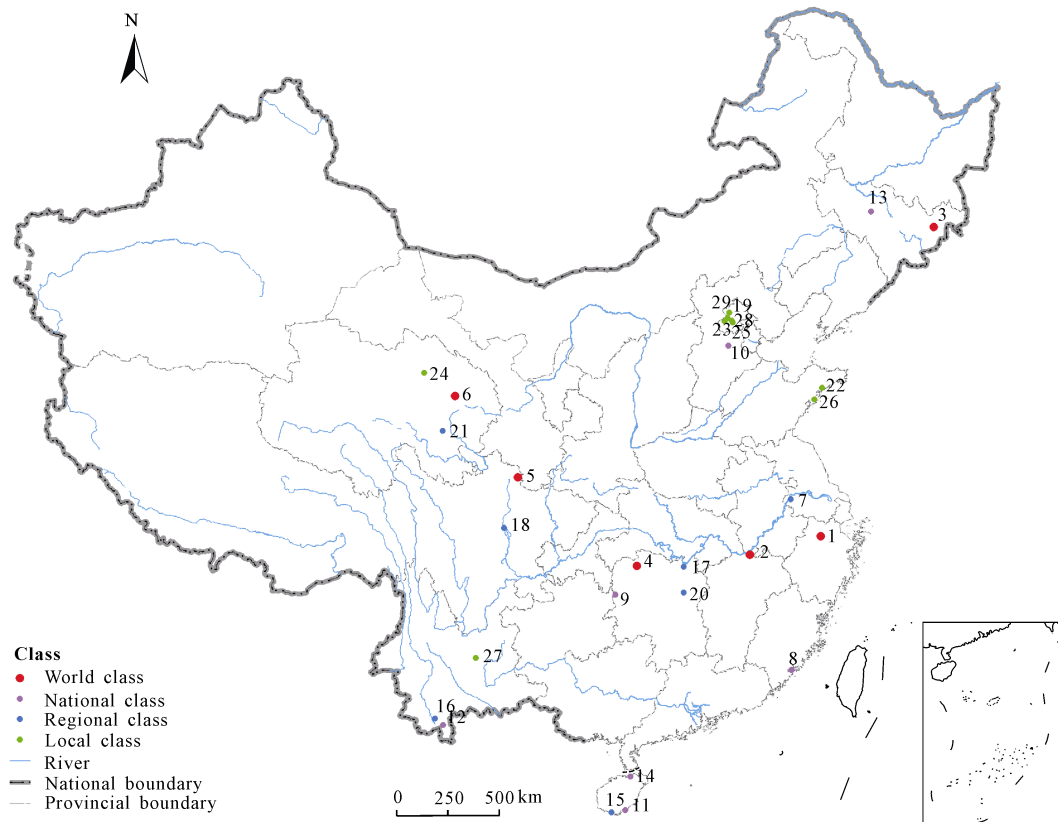 N
13
3
29 19
28
23 25
10
24
6
22
26
21
5
7
18
1
2
4
17
9
20
27
8
16
12
14
15
11
Class
World class
National class
Regional class
Local class
River
National boundary
Provincial boundary
0 250 500 km